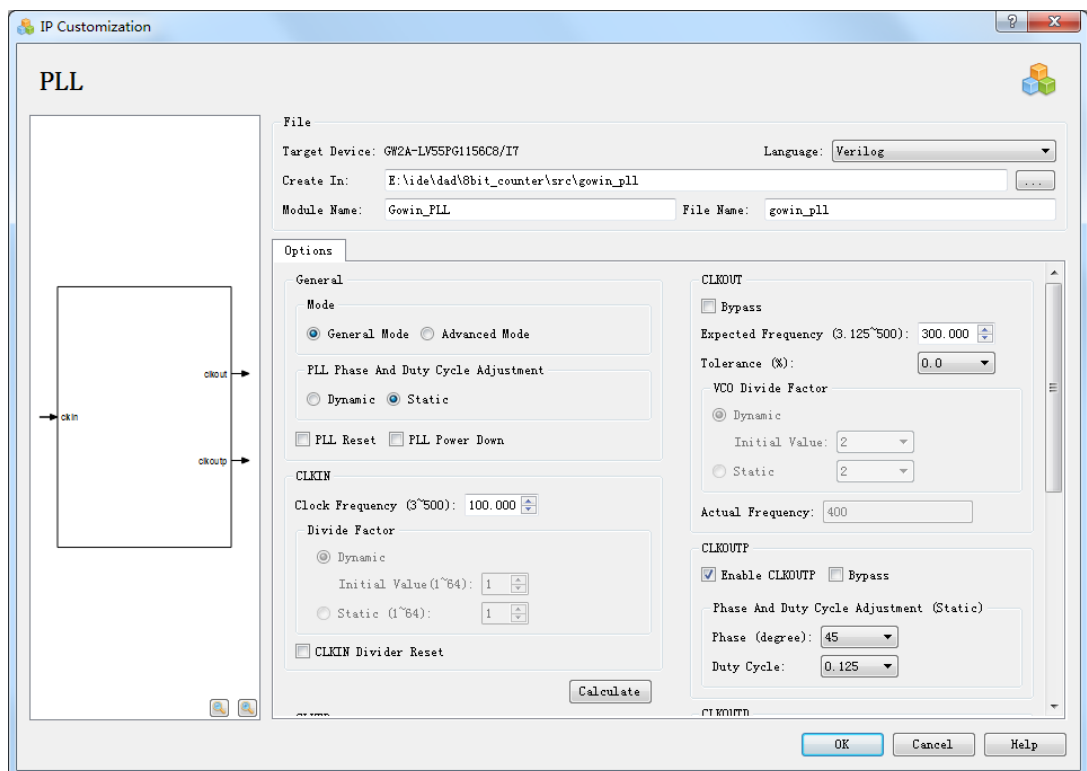 IP Customization
PLL
File
Target Device: GW2A-LV55PG1156C8/I7
Language: Verilog
Create In: E:\ide\dad\8bit_counter\src\gowin_pll
...
Module Name: Gowin_PLL
File Name: gowin_pll
Options
clkin
clkout
clkoutp
General
Mode
General Mode
Advanced Mode
PLL Phase And Duty Cycle Adjustment
Dynamic
Static
PLL Reset
PLL Power Down
CLKIN
Clock Frequency (3~500): 100.000
Divide Factor
Dynamic
Initial Value(1~64): 1
Static (1~64): 1
CLKIN Divider Reset
Calculate
CLKOUT
Bypass
Expected Frequency (3.125~500): 300.000
Tolerance (%): 0.0
VCO Divide Factor
Dynamic
Initial Value: 2
Static 2
Actual Frequency: 400
CLKOUTP
Enable CLKOUTP
Bypass
Phase And Duty Cycle Adjustment (Static)
Phase (degree): 45
Duty Cycle: 0.125
CLKOUTD
OK
Cancel
Help